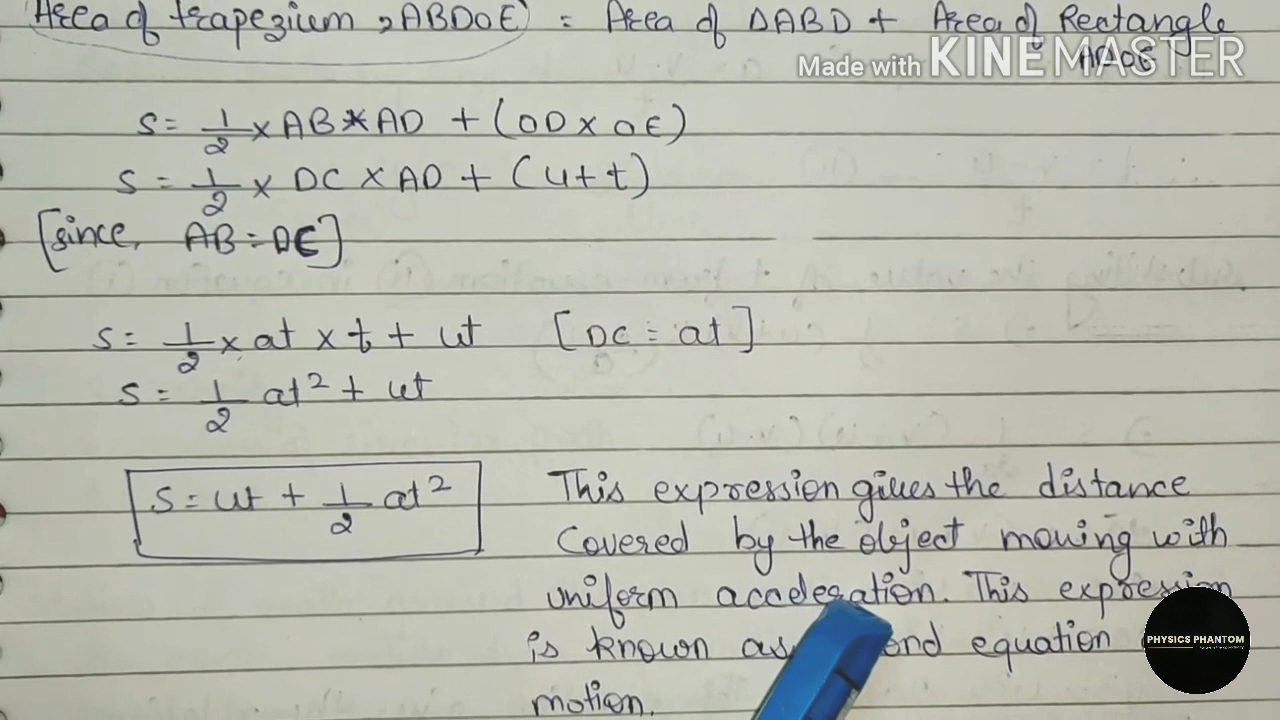 Area of trapezium, ABDOE = Area of ΔABD + Area of Rectangle
Made with KINEMASTER
S = 1/2 × AB × AD + (OD × OE)
S = 1/2 × DC × AD + (u + t)
[since, AB = DE]
S = 1/2 × at × t + ut [DC = at]
S = 1/2 at² + ut
S = ut + 1/2 at²
This expression gives the distance
Covered by the object moving with
uniform acceleration. This expression
is known as equation
motion.
PHYSICS PHANTOM